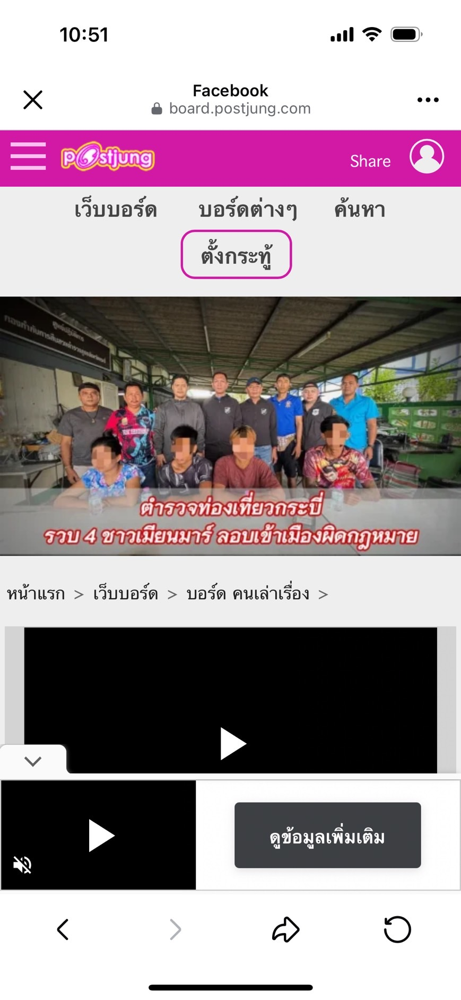 10:51
Facebook
board.postjung.com
postjung
Share
เว็บบอร์ด บอร์ดต่างๆ ค้นหา
ตั้งกระทู้
ตำรวจท่องเที่ยวกระบี่
รวบ 4 ชาวเมียนมาร์ ลอบเข้าเมืองผิดกฎหมาย
หน้าแรก > เว็บบอร์ด > บอร์ด คนเล่าเรื่อง >
ดูข้อมูลเพิ่มเติม